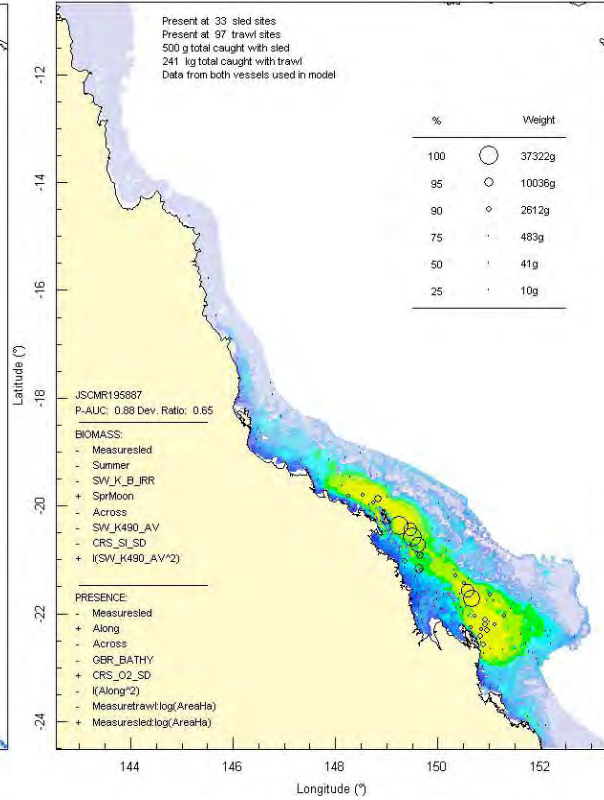 Present at 33 sled sites
Present at 97 trawl sites
500 g total caught with sled
241 kg total caught with trawl
Data from both vessels used in model
% Weight
100 37322g
95 10036g
90 2612g
75 483g
50 41g
25 10g
-12
-14
-16
-18
-20
-22
-24
Latitude (°)
JSCMR195887
P-AUC: 0.88 Dev. Ratio: 0.65
BIOMASS:
- Measuresled
- Summer
- SW_K_B_IRR
+ SprMoon
- Across
- SW_K490_AV
- CRS_SI_SD
+ I(SW_K490_AV^2)
PRESENCE:
- Measuresled
+ Along
- Across
- GBR_BATHY
+ CRS_O2_SD
- I(Along^2)
- Measuretrawl:log(AreaHa)
+ Measuresled:log(AreaHa)
144
146
148
150
152
Longitude (°)